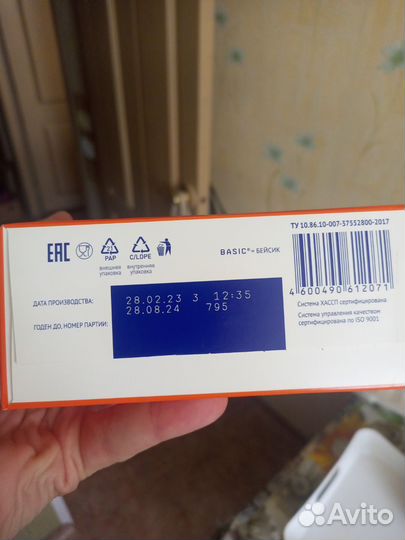 ТУ 10.86.10-007-37552800-2017
EAC
21
PAP
внешняя
упаковка
C/LDPE
внутренняя
упаковка
BASIC®-БЕЙСИК
4 600490 612071
ДАТА ПРОИЗВОДСТВА:
28.02.23 3 12:35
ГОДЕН ДО, НОМЕР ПАРТИИ:
28.08.24 795
Система ХАССП сертифицирована
Система управления качеством
сертифицирована по ISO 9001
Avito